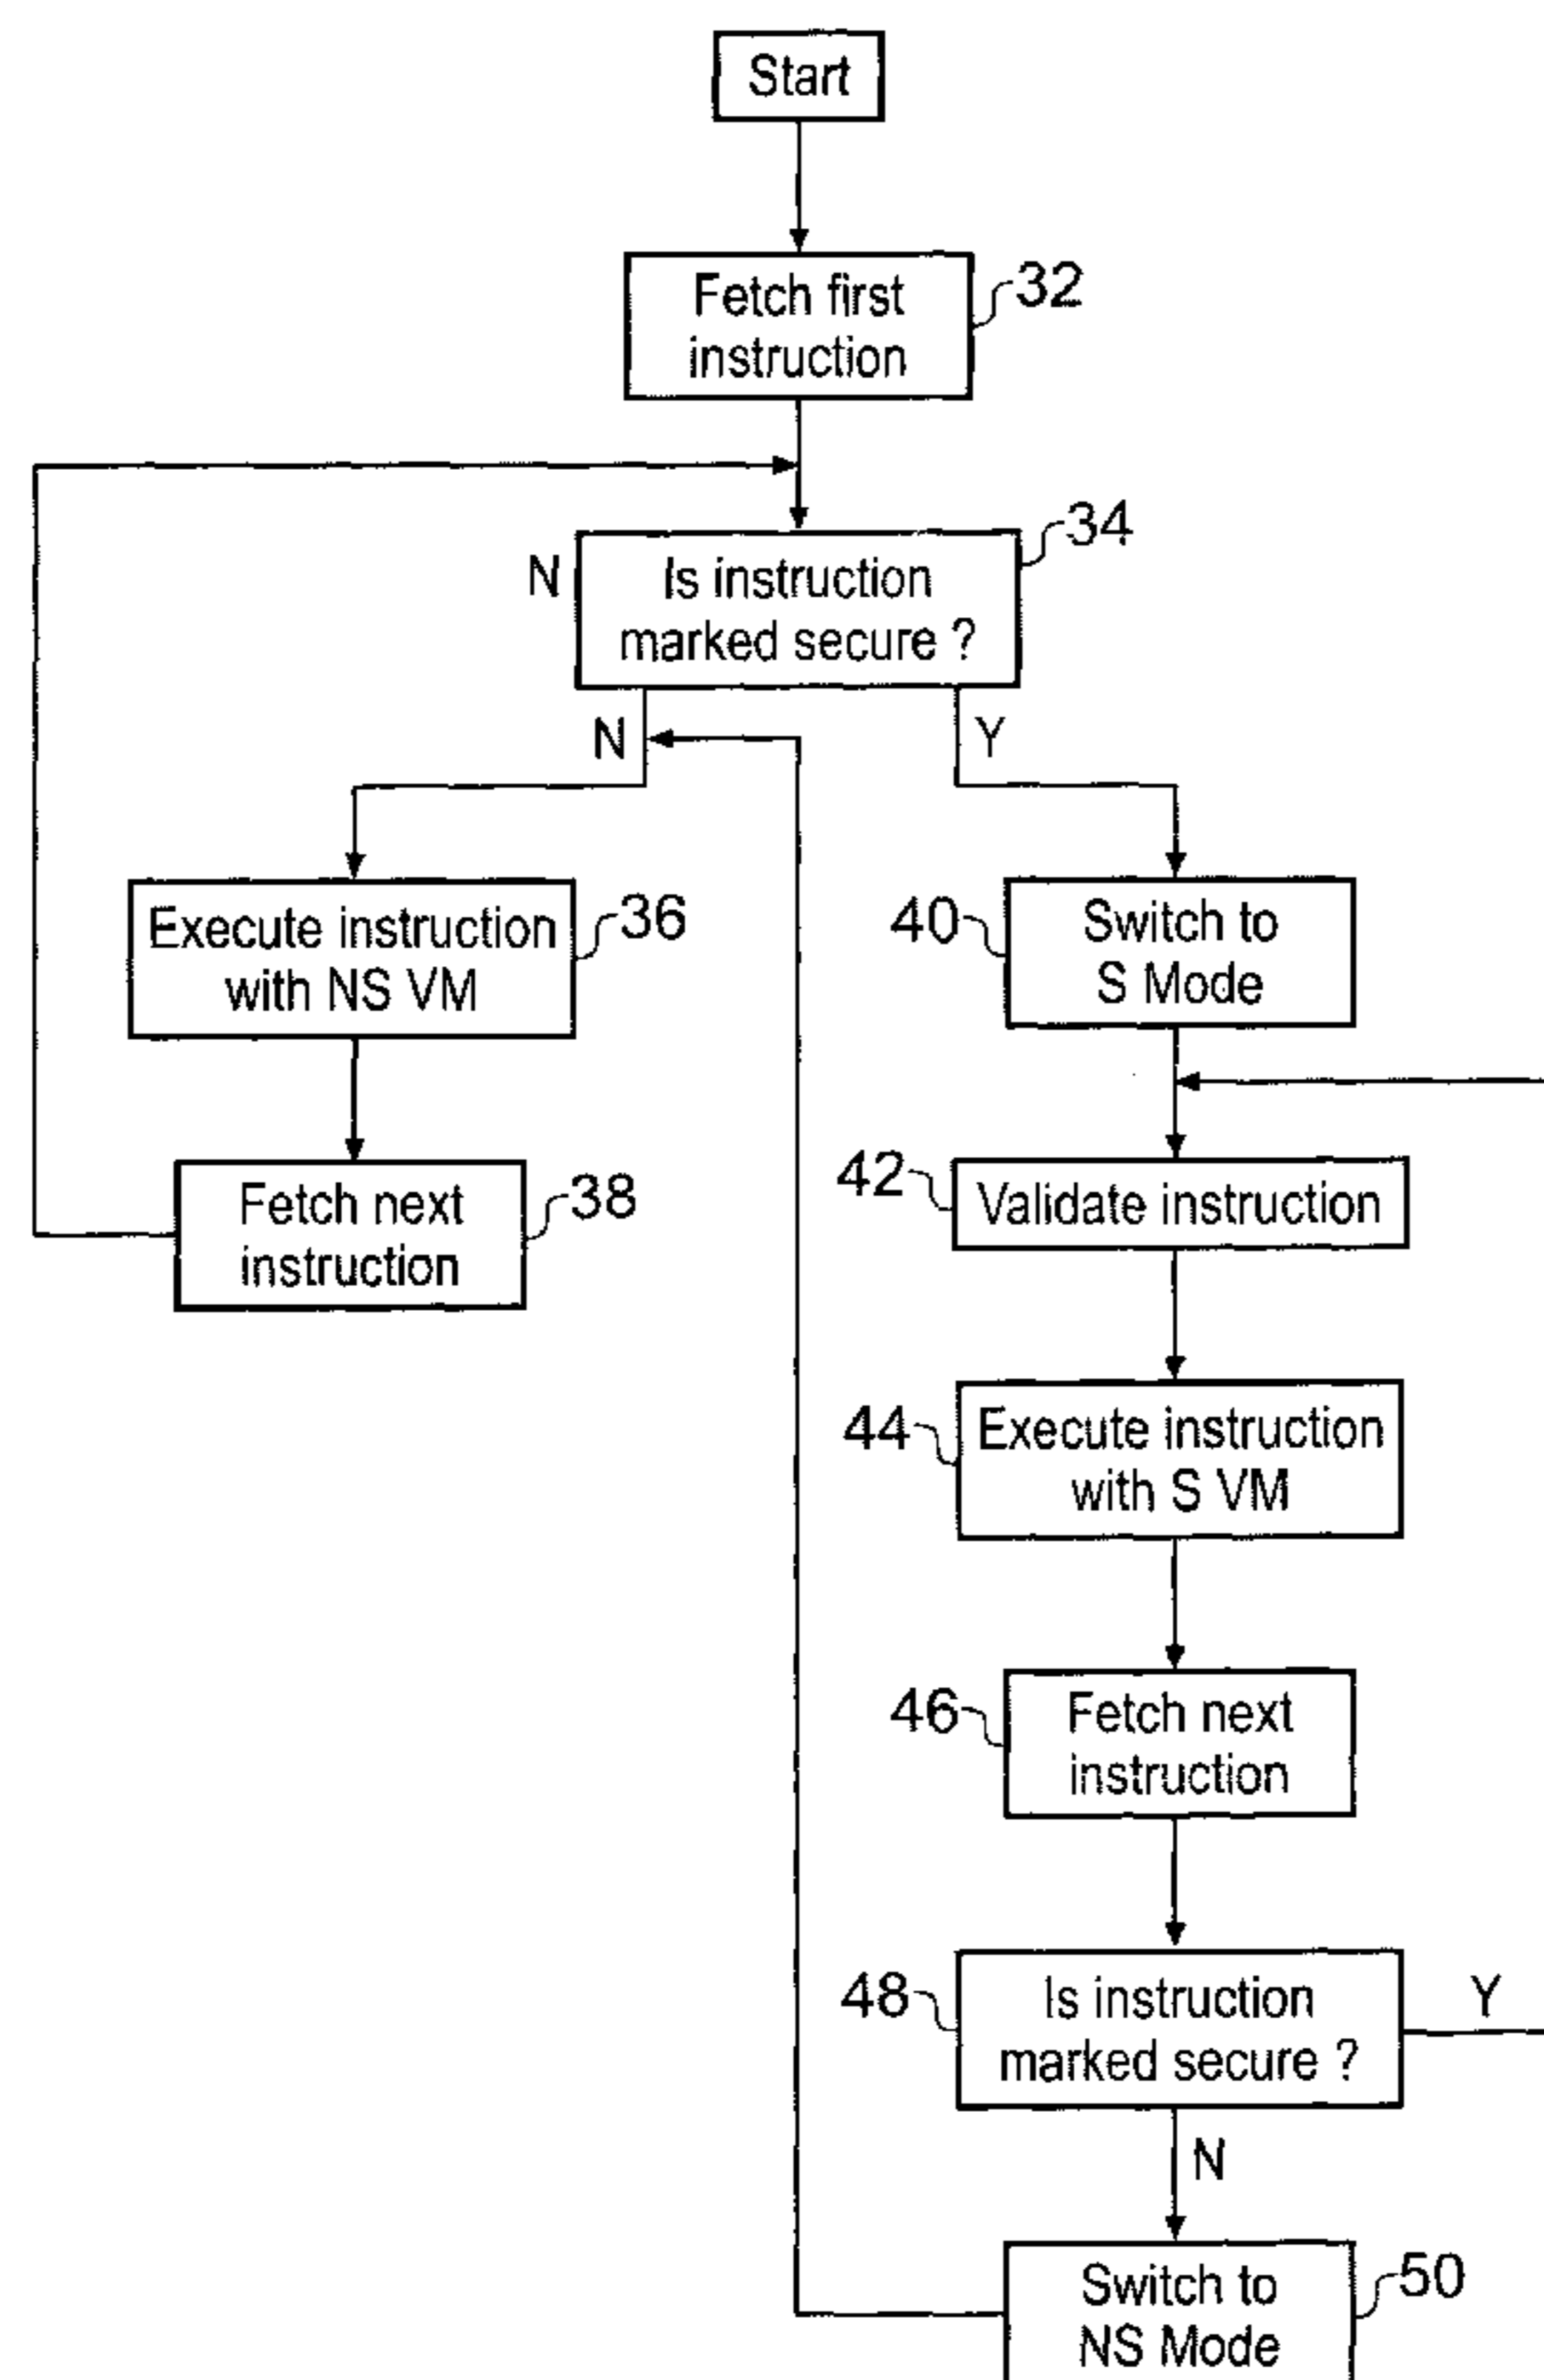 Start
Fetch first
instruction
32
34
N
Is instruction
marked secure ?
N
Y
Execute instruction
with NS VM
36
40
Switch to
S Mode
Fetch next
instruction
38
42
Validate instruction
44
Execute instruction
with S VM
46
Fetch next
instruction
48
Is instruction
marked secure ?
Y
N
Switch to
NS Mode
50